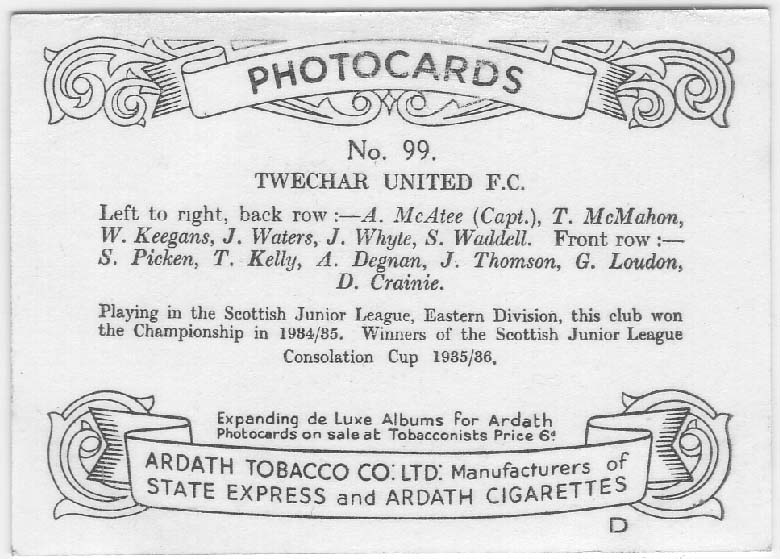 PHOTOCARDS
No. 99.
TWECHAR UNITED F.C.
Left to right, back row :—A. McAtee (Capt.), T. McMahon,
W. Keegans, J. Waters, J. Whyte, S. Waddell. Front row :—
S. Picken, T. Kelly, A. Degnan, J. Thomson, G. Loudon,
D. Crainie.
Playing in the Scottish Junior League, Eastern Division, this club won
the Championship in 1934/35. Winners of the Scottish Junior League
Consolation Cup 1935/36.
Expanding de Luxe Albums for Ardath
Photocards on sale at Tobacconists Price 6ᵈ
ARDATH TOBACCO CO: LTD: Manufacturers of
STATE EXPRESS and ARDATH CIGARETTES
D